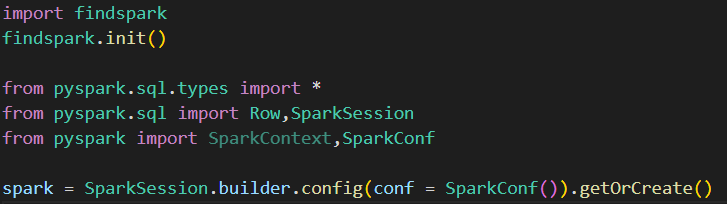 import findspark
findspark.init()
from pyspark.sql.types import *
from pyspark.sql import Row,SparkSession
from pyspark import SparkContext,SparkConf
spark = SparkSession.builder.config(conf = SparkConf()).getOrCreate()